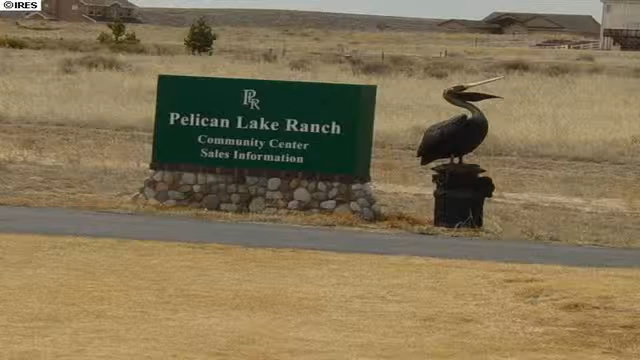 ©IRES
PR
Pelican Lake Ranch
Community Center
Sales Information